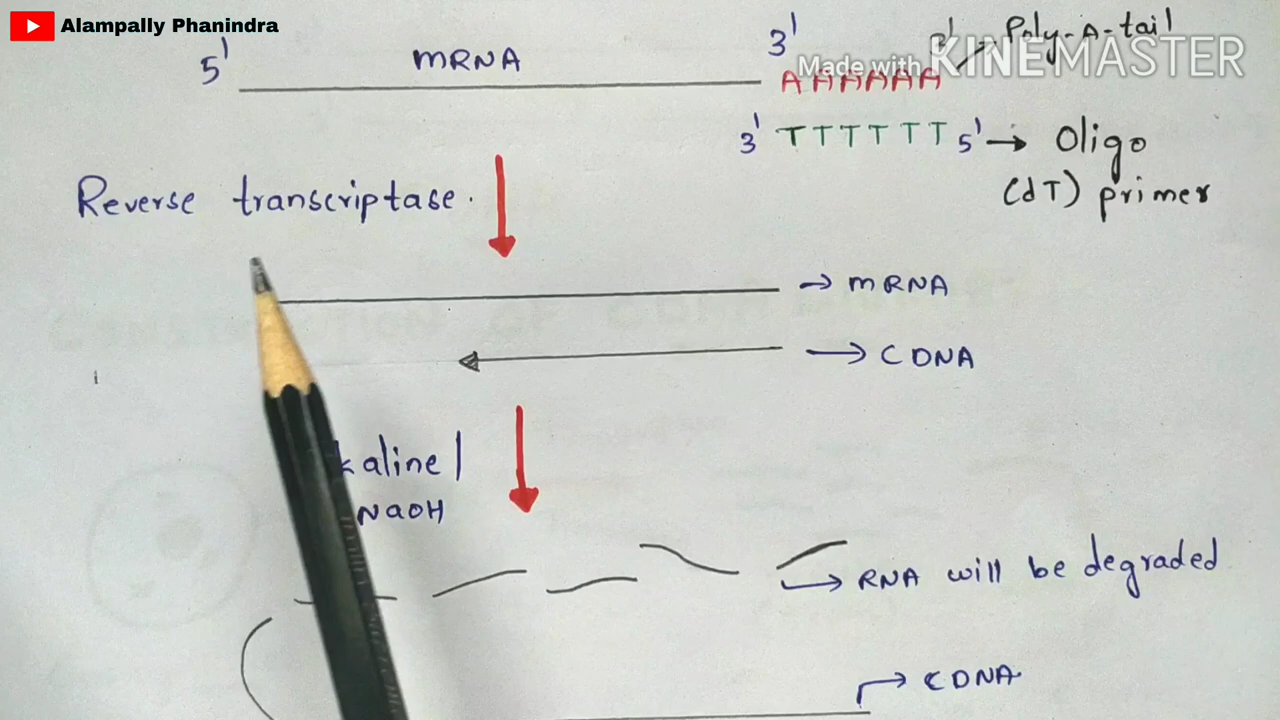 Alampally Phanindra
Made with KINEMASTER
Poly-A-tail
5' mRNA 3'
AAAAAA
3' TTTTTT 5' → Oligo
(dT) primer
Reverse transcriptase.
→ mRNA
→ CDNA
kaline/
NaOH
→ RNA will be degraded
→ CDNA